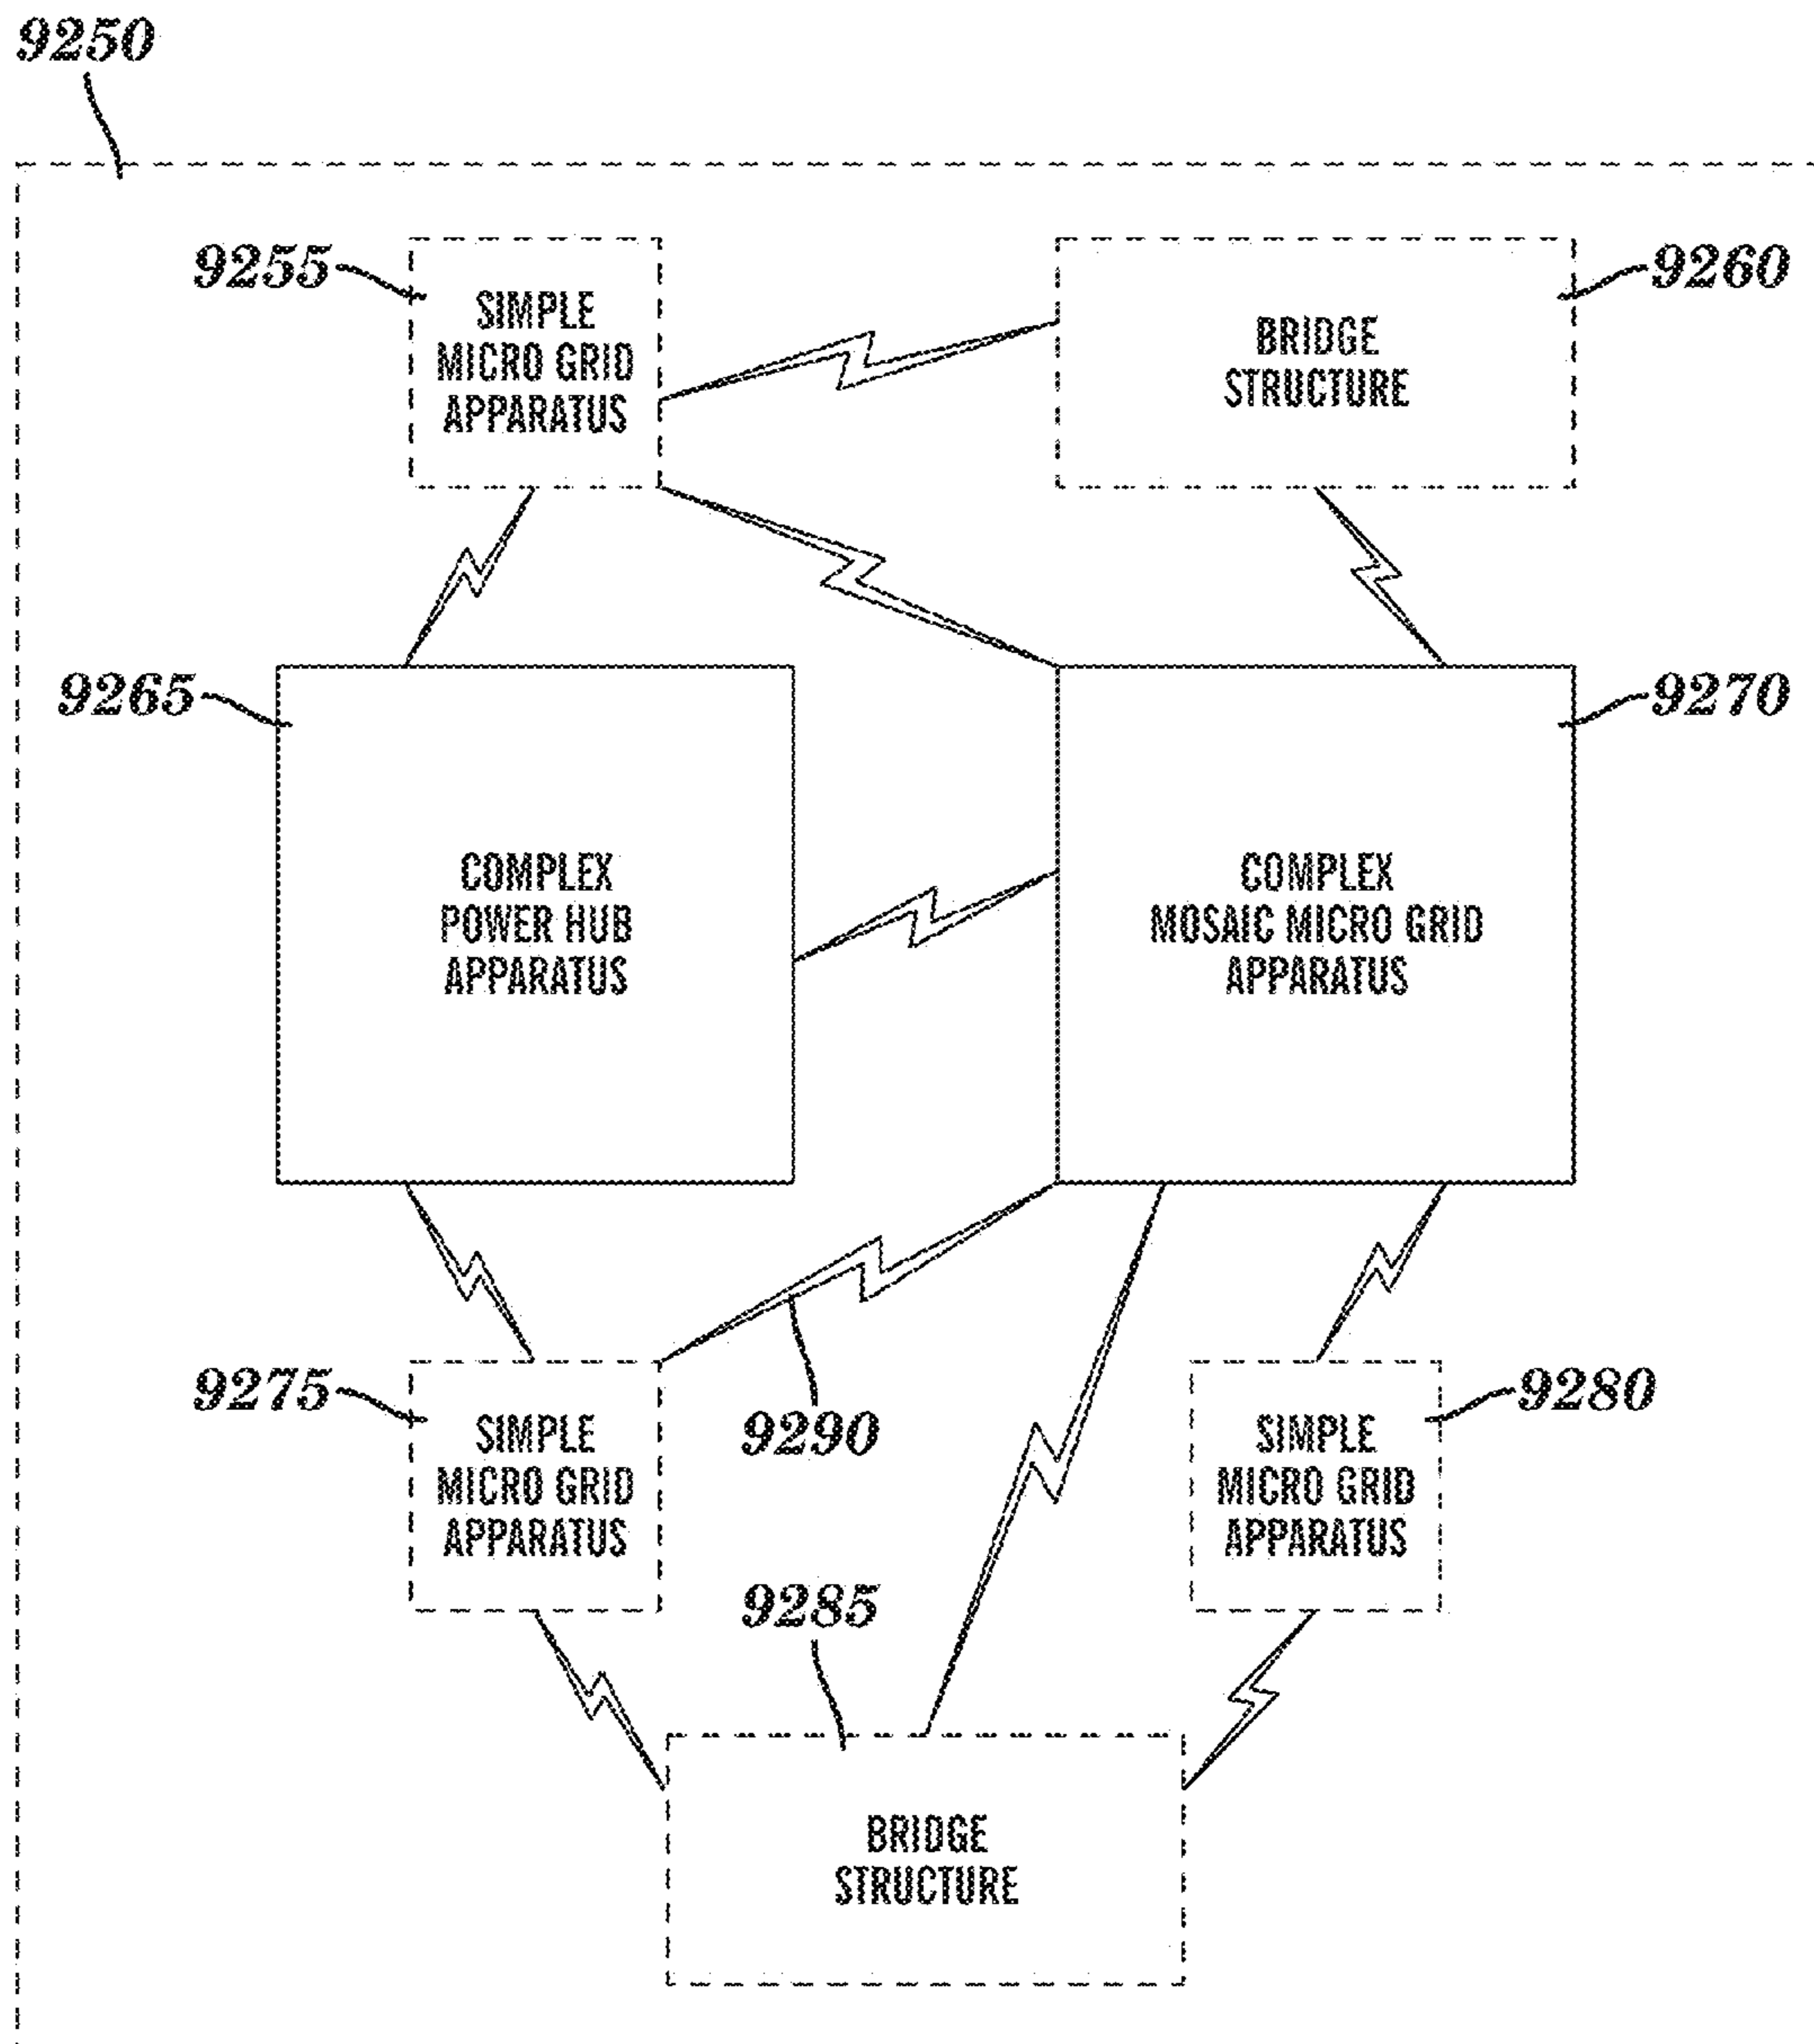 9250
9255
SIMPLE
MICRO GRID
APPARATUS
BRIDGE
STRUCTURE
9260
9265
COMPLEX
POWER HUB
APPARATUS
COMPLEX
MOSAIC MICRO GRID
APPARATUS
9270
9275
SIMPLE
MICRO GRID
APPARATUS
9290
SIMPLE
MICRO GRID
APPARATUS
9280
9285
BRIDGE
STRUCTURE